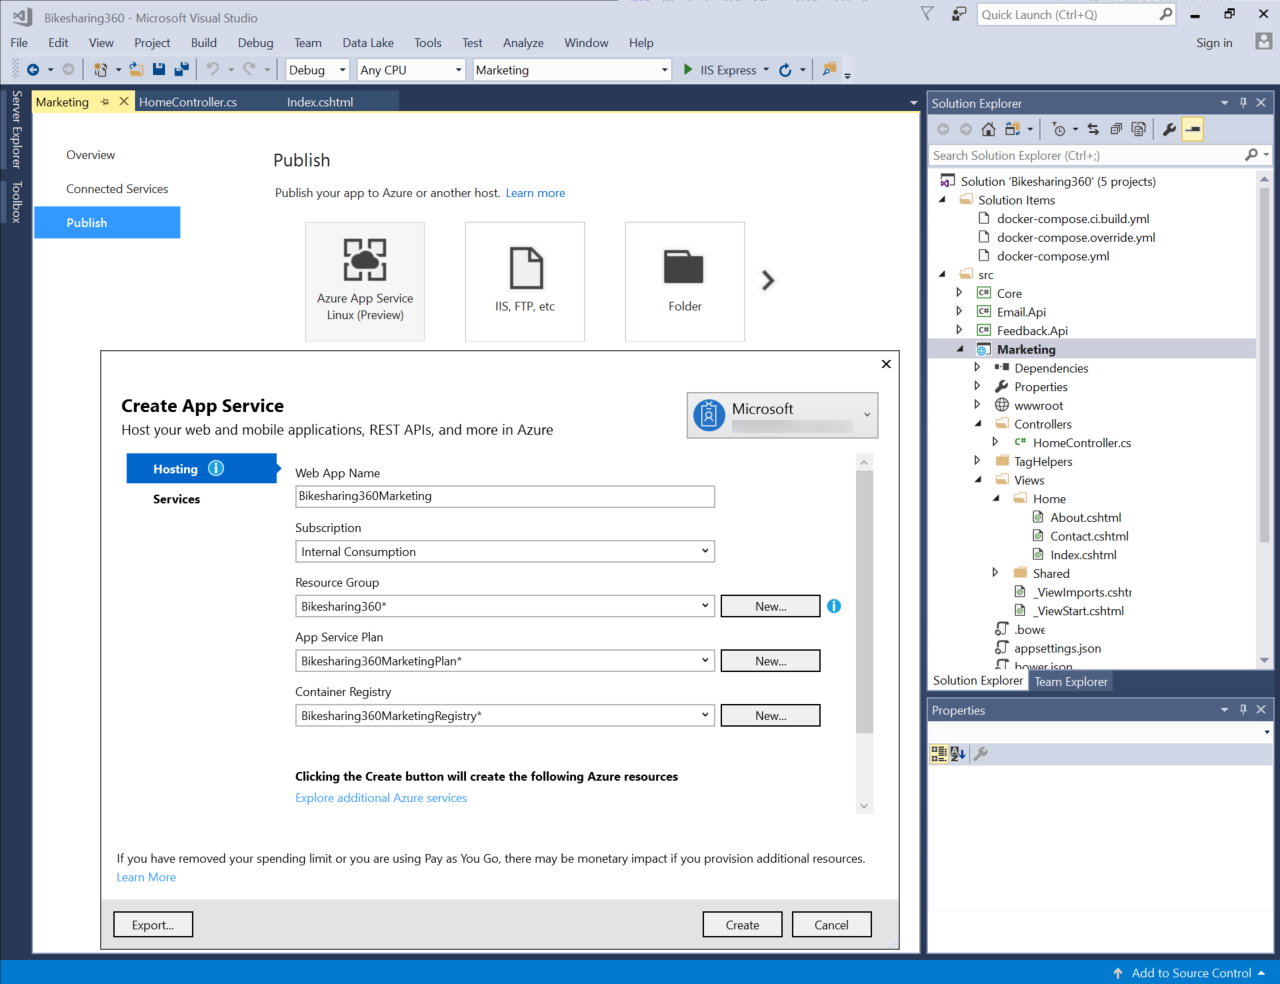 Bikesharing360 - Microsoft Visual Studio
Quick Launch (Ctrl+Q)
File Edit View Project Build Debug Team Data Lake Tools Test Analyze Window Help
Sign in
Debug Any CPU Marketing IIS Express
Server Explorer
Toolbox
Marketing HomeController.cs Index.cshtml
Overview
Connected Services
Publish
Publish
Publish your app to Azure or another host. Learn more
Azure App Service
Linux (Preview)
IIS, FTP, etc
Folder
Create App Service
Host your web and mobile applications, REST APIs, and more in Azure
Microsoft
Hosting
Services
Web App Name
Bikesharing360Marketing
Subscription
Internal Consumption
Resource Group
Bikesharing360*
New...
App Service Plan
Bikesharing360MarketingPlan*
New...
Container Registry
Bikesharing360MarketingRegistry*
New...
Clicking the Create button will create the following Azure resources
Explore additional Azure services
If you have removed your spending limit or you are using Pay as You Go, there may be monetary impact if you provision additional resources.
Learn More
Export...
Create
Cancel
Solution Explorer
Search Solution Explorer (Ctrl+;)
Solution 'Bikesharing360' (5 projects)
Solution Items
docker-compose.ci.build.yml
docker-compose.override.yml
docker-compose.yml
src
C# Core
C# Email.Api
C# Feedback.Api
Marketing
Dependencies
Properties
wwwroot
Controllers
C# HomeController.cs
TagHelpers
Views
Home
About.cshtml
Contact.cshtml
Index.cshtml
Shared
_ViewImports.csht
_ViewStart.cshtml
.bowe
appsettings.json
bower.json
Solution Explorer Team Explorer
Properties
Add to Source Control